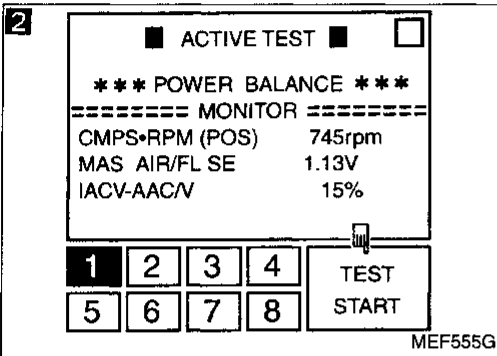 2
■ ACTIVE TEST ■
*** POWER BALANCE ***
======== MONITOR ========
CMPS•RPM (POS) 745rpm
MAS AIR/FL SE 1.13V
IACV-AAC/V 15%
1 2 3 4
5 6 7 8
TEST
START
MEF555G